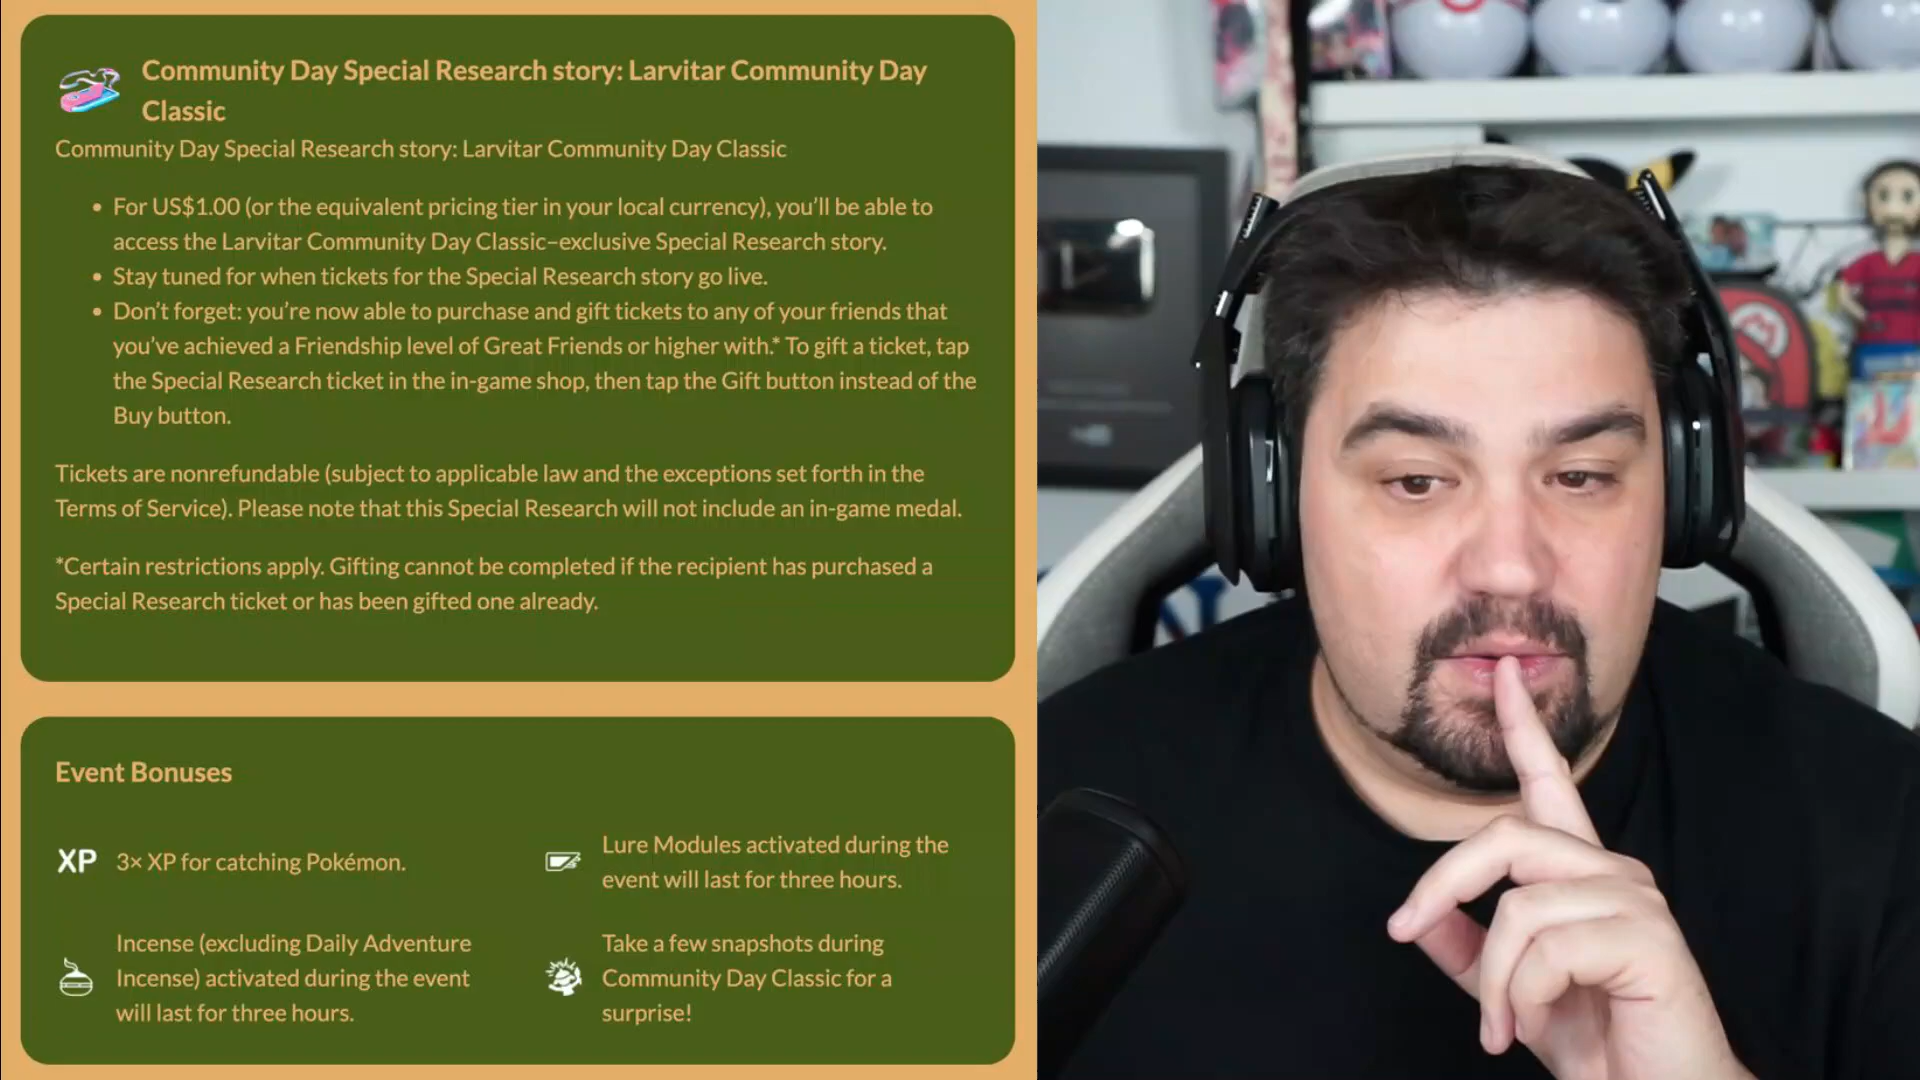 Community Day Special Research story: Larvitar Community Day
Classic
Community Day Special Research story: Larvitar Community Day Classic
• For US$1.00 (or the equivalent pricing tier in your local currency), you’ll be able to
access the Larvitar Community Day Classic–exclusive Special Research story.
• Stay tuned for when tickets for the Special Research story go live.
• Don’t forget: you’re now able to purchase and gift tickets to any of your friends that
you’ve achieved a Friendship level of Great Friends or higher with.* To gift a ticket, tap
the Special Research ticket in the in-game shop, then tap the Gift button instead of the
Buy button.
Tickets are nonrefundable (subject to applicable law and the exceptions set forth in the
Terms of Service). Please note that this Special Research will not include an in-game medal.
*Certain restrictions apply. Gifting cannot be completed if the recipient has purchased a
Special Research ticket or has been gifted one already.
Event Bonuses
XP 3× XP for catching Pokémon.
Lure Modules activated during the
event will last for three hours.
Incense (excluding Daily Adventure
Incense) activated during the event
will last for three hours.
Take a few snapshots during
Community Day Classic for a
surprise!